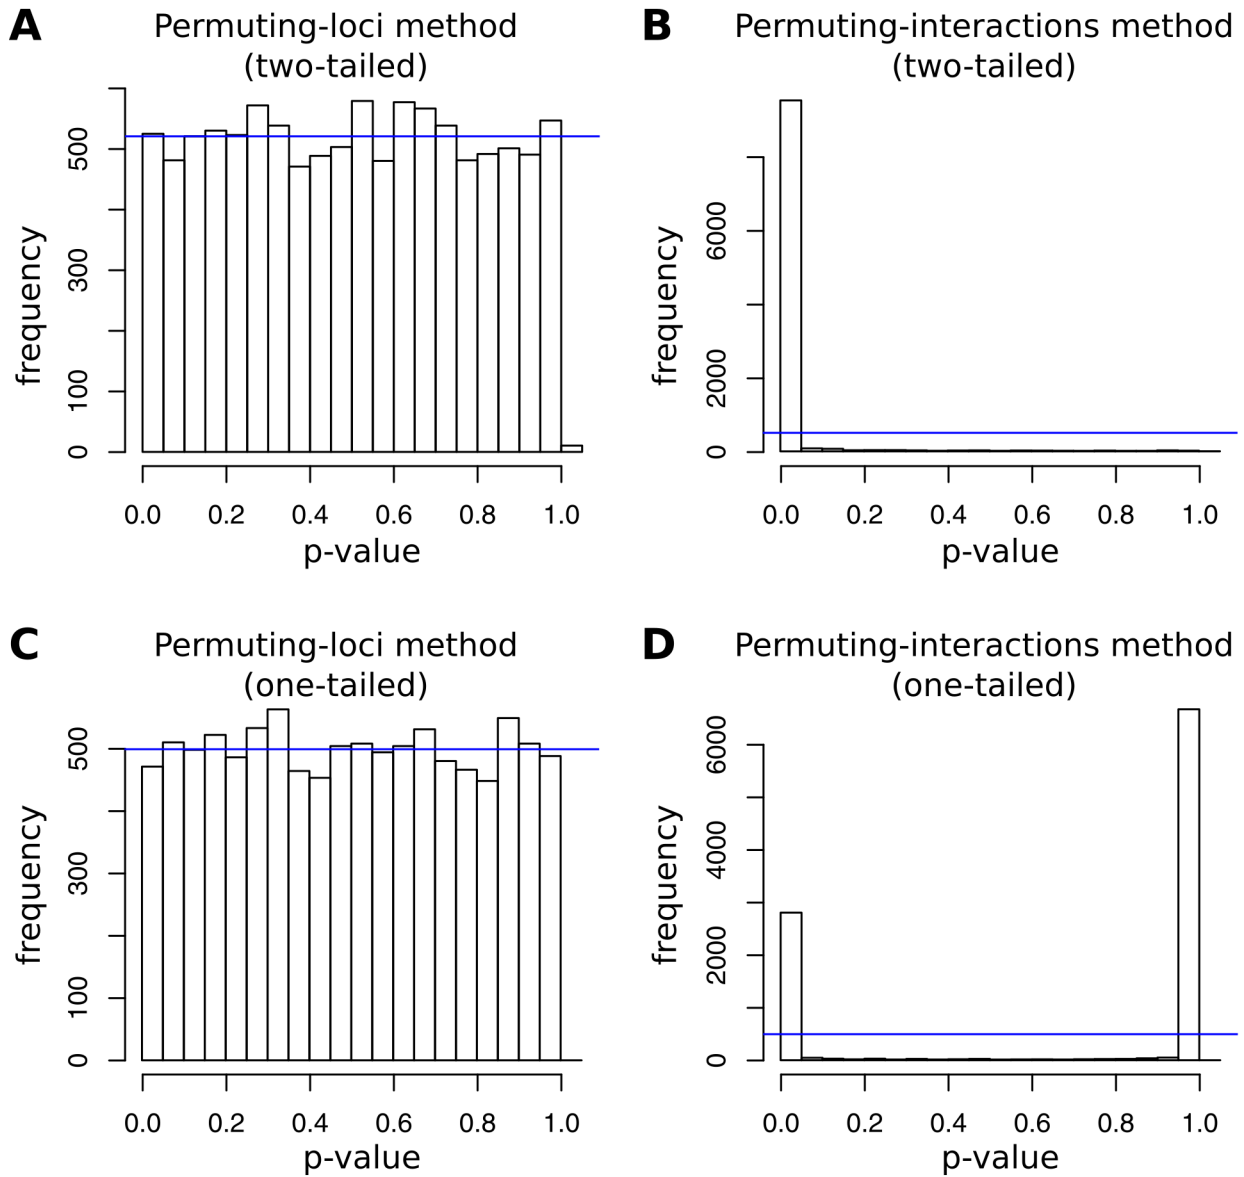 A
Permuting-loci method
(two-tailed)
frequency
0 100 300 500
0.0 0.2 0.4 0.6 0.8 1.0
p-value
B
Permuting-interactions method
(two-tailed)
frequency
0 2000 6000
0.0 0.2 0.4 0.6 0.8 1.0
p-value
C
Permuting-loci method
(one-tailed)
frequency
0 100 300 500
0.0 0.2 0.4 0.6 0.8 1.0
p-value
D
Permuting-interactions method
(one-tailed)
frequency
0 2000 4000 6000
0.0 0.2 0.4 0.6 0.8 1.0
p-value